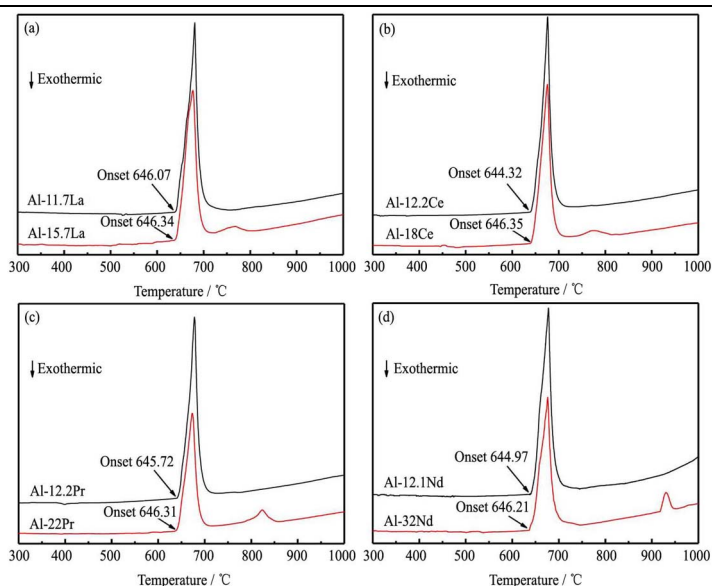 (a)
↓ Exothermic
Onset 646.07
Al-11.7La
Onset 646.34
Al-15.7La
300 400 500 600 700 800 900 1000
Temperature / ℃
(b)
↓ Exothermic
Onset 644.32
Al-12.2Ce
Onset 646.35
Al-18Ce
300 400 500 600 700 800 900 1000
Temperature / ℃
(c)
↓ Exothermic
Onset 645.72
Al-12.2Pr
Onset 646.31
Al-22Pr
300 400 500 600 700 800 900 1000
Temperature / ℃
(d)
↓ Exothermic
Onset 644.97
Al-12.1Nd
Onset 646.21
Al-32Nd
300 400 500 600 700 800 900 1000
Temperature / ℃